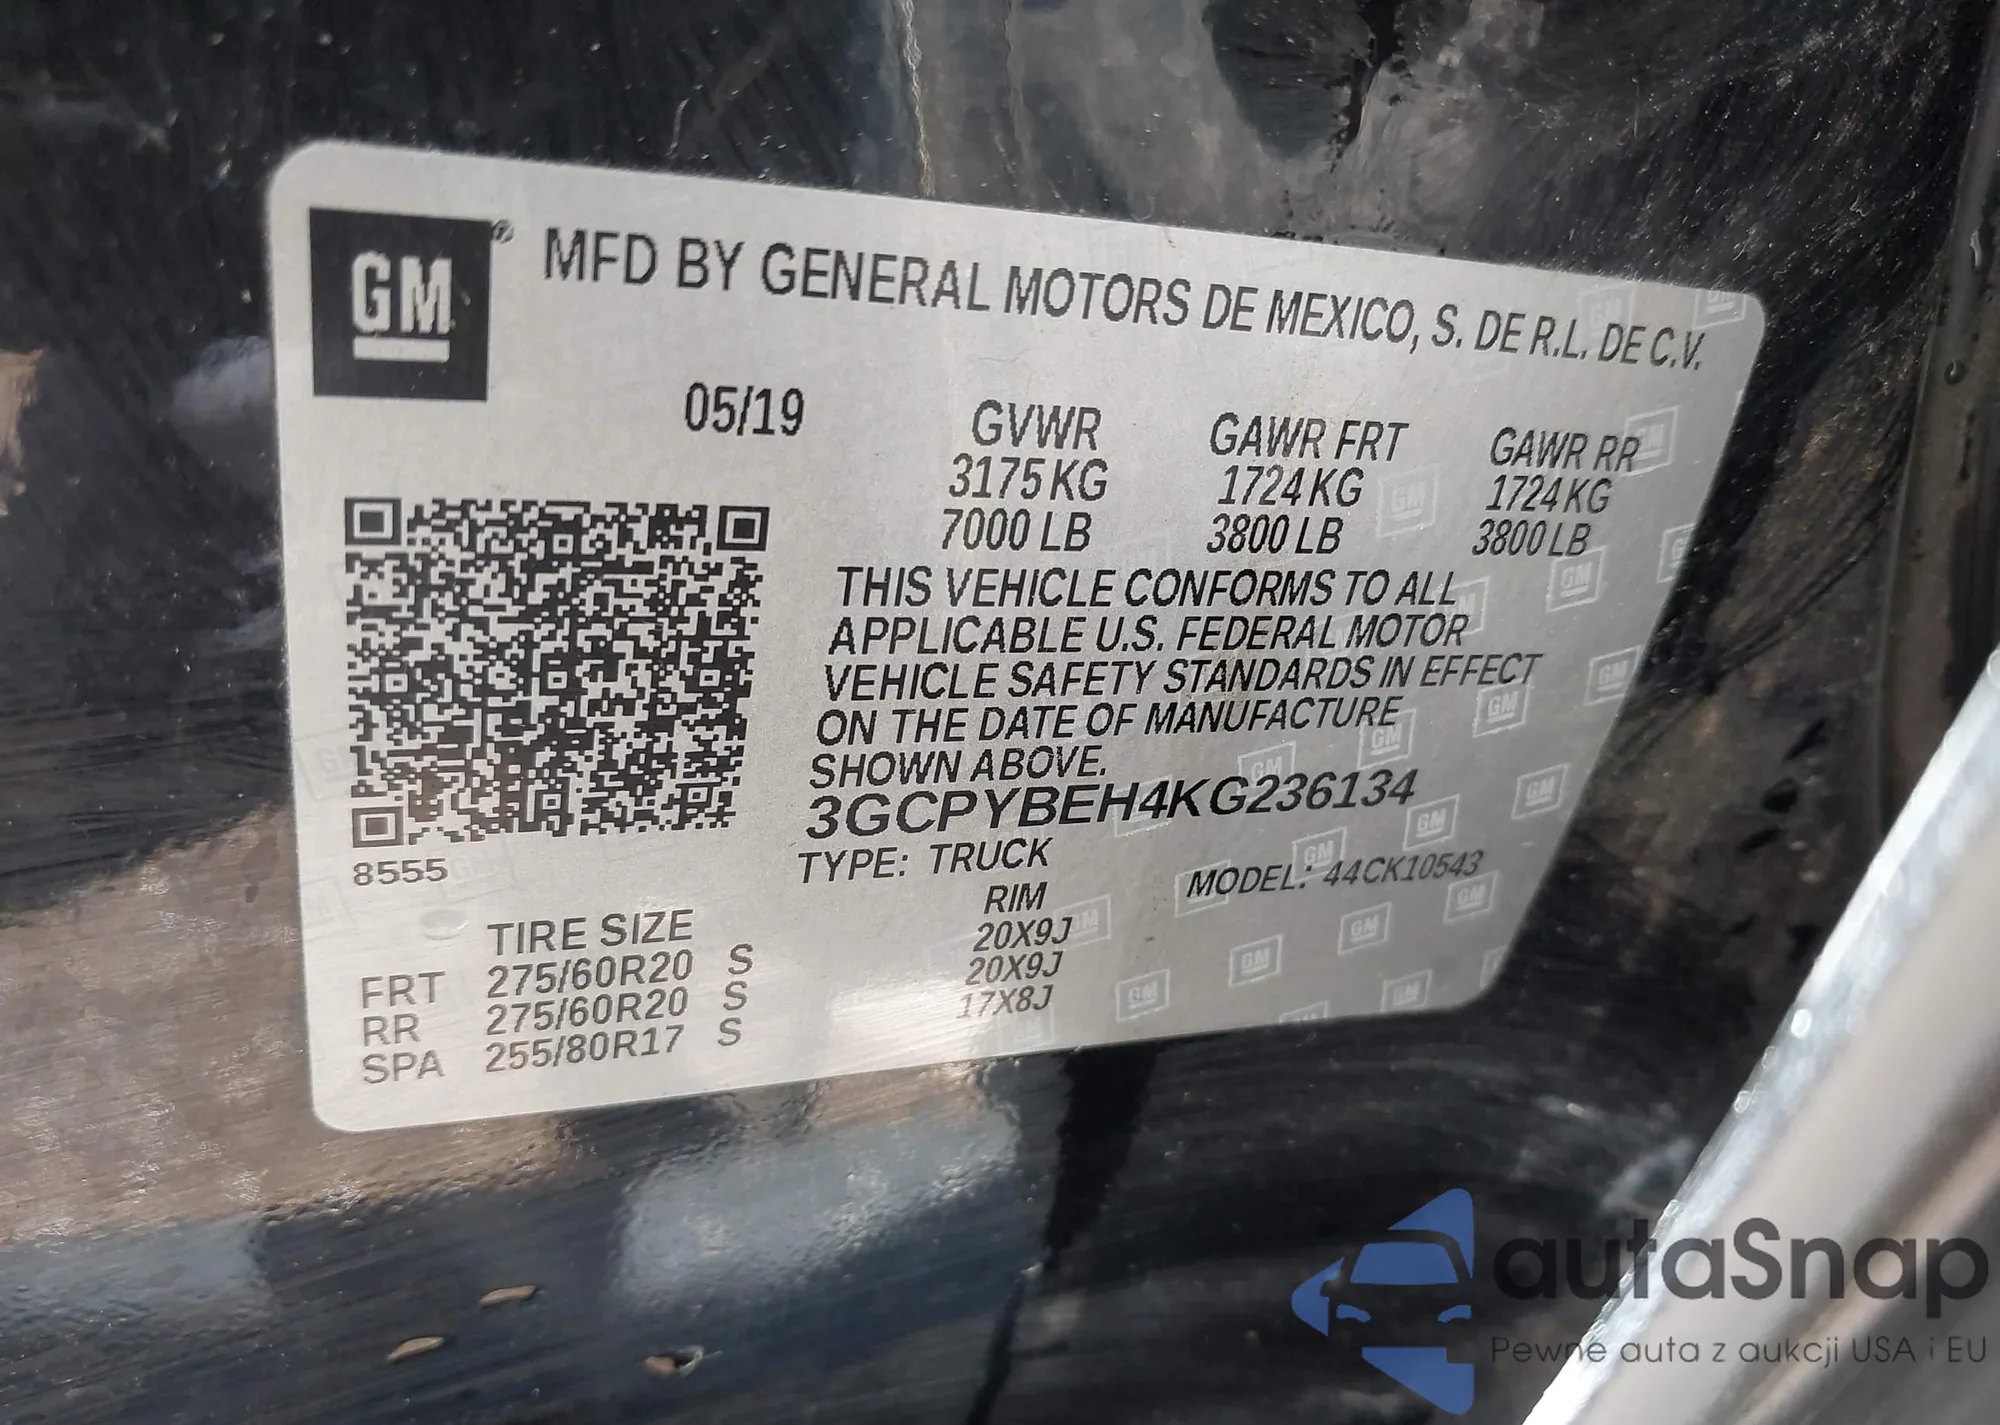 GM ® MFD BY GENERAL MOTORS DE MEXICO, S. DE R.L. DE C.V.
05/19
GVWR GAWR FRT GAWR RR
3175 KG 1724 KG 1724 KG
7000 LB 3800 LB 3800 LB
THIS VEHICLE CONFORMS TO ALL
APPLICABLE U.S. FEDERAL MOTOR
VEHICLE SAFETY STANDARDS IN EFFECT
ON THE DATE OF MANUFACTURE
SHOWN ABOVE.
3GCPYBEH4KG236134
8555
TYPE: TRUCK MODEL: 44CK10543
TIRE SIZE RIM
FRT 275/60R20 S 20X9J
RR 275/60R20 S 20X9J
SPA 255/80R17 S 17X8J
autaSnap
Pewne auta z aukcji USA i EU